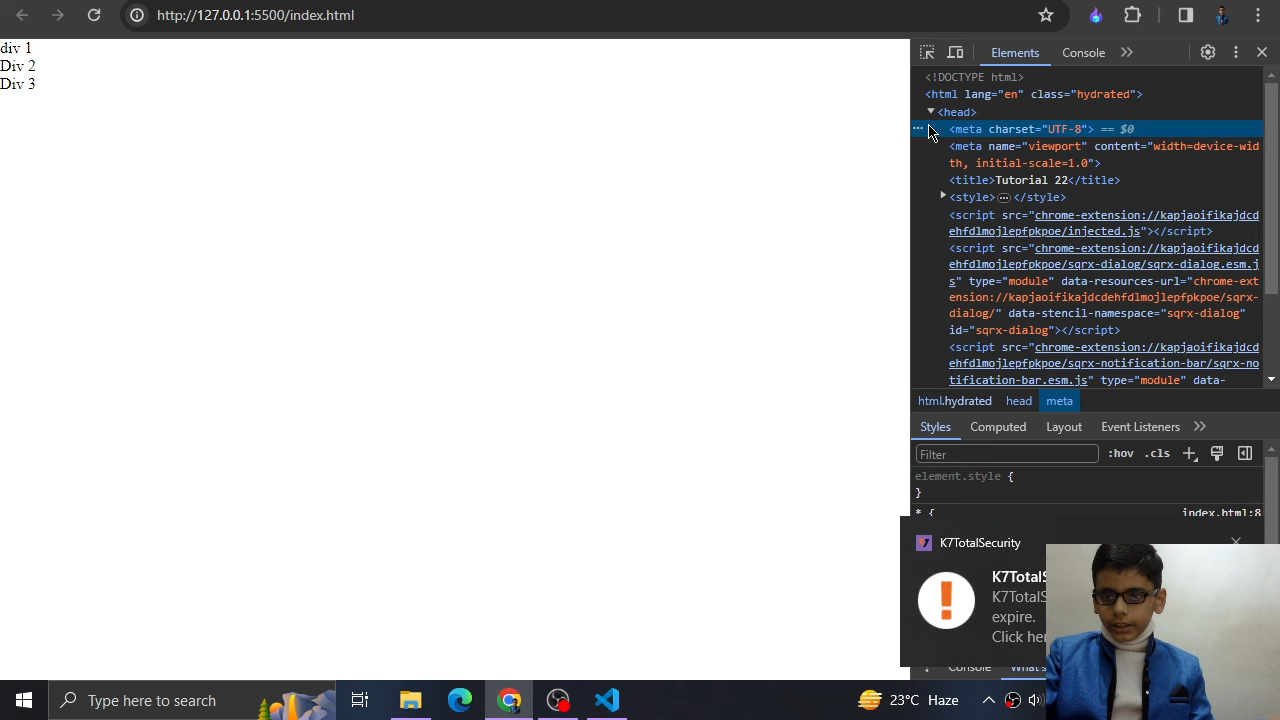 http://127.0.0.1:5500/index.html
div 1
Div 2
Div 3
Elements
Console
<!DOCTYPE html>
<html lang="en" class="hydrated">
<head>
<meta charset="UTF-8"> == $0
<meta name="viewport" content="width=device-wid
th, initial-scale=1.0">
<title>Tutorial 22</title>
<style>…</style>
<script src="chrome-extension://kapjaoifikajdcd
ehfdlmojlepfpkpoe/injected.js"></script>
<script src="chrome-extension://kapjaoifikajdcd
ehfdlmojlepfpkpoe/sqrx-dialog/sqrx-dialog.esm.j
s" type="module" data-resources-url="chrome-ext
ension://kapjaoifikajdcdehfdlmojlepfpkpoe/sqrx-
dialog/" data-stencil-namespace="sqrx-dialog"
id="sqrx-dialog"></script>
<script src="chrome-extension://kapjaoifikajdcd
ehfdlmojlepfpkpoe/sqrx-notification-bar/sqrx-no
tification-bar.esm.js" type="module" data-
html.hydrated head meta
Styles Computed Layout Event Listeners
Filter :hov .cls
element.style {
}
* { index.html:8
K7TotalSecurity
K7TotalS
K7TotalSe
expire.
Click her
Console What's
Type here to search
23°C Haze